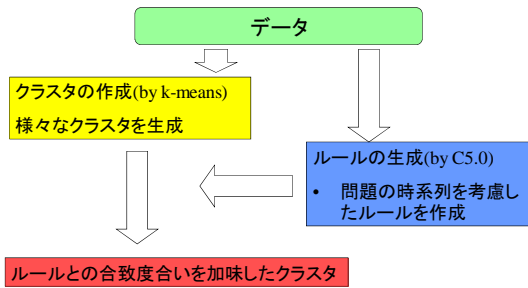 データ
クラスタの作成(by k-means)
様々なクラスタを生成
ルールの生成(by C5.0)
• 問題の時系列を考慮し
たルールを作成
ルールとの合致度合いを加味したクラスタ